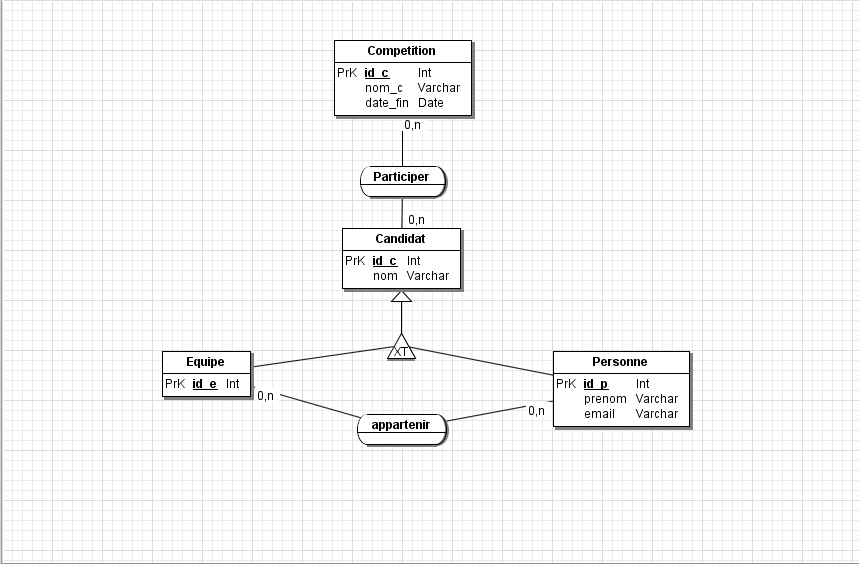 Competition
PrK id_c Int
nom_c Varchar
date_fin Date
0,n
Participer
0,n
Candidat
PrK id_c Int
nom Varchar
XT
Equipe
PrK id_e Int
0,n
Personne
PrK id_p Int
prenom Varchar
email Varchar
0,n
appartenir